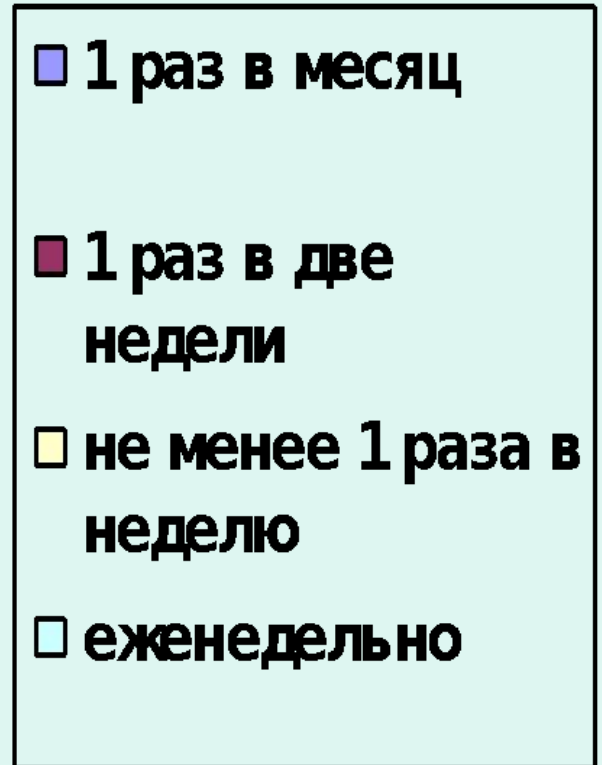 1 раз в месяц
1 раз в две
недели
не менее 1 раза в
неделю
еженедельно